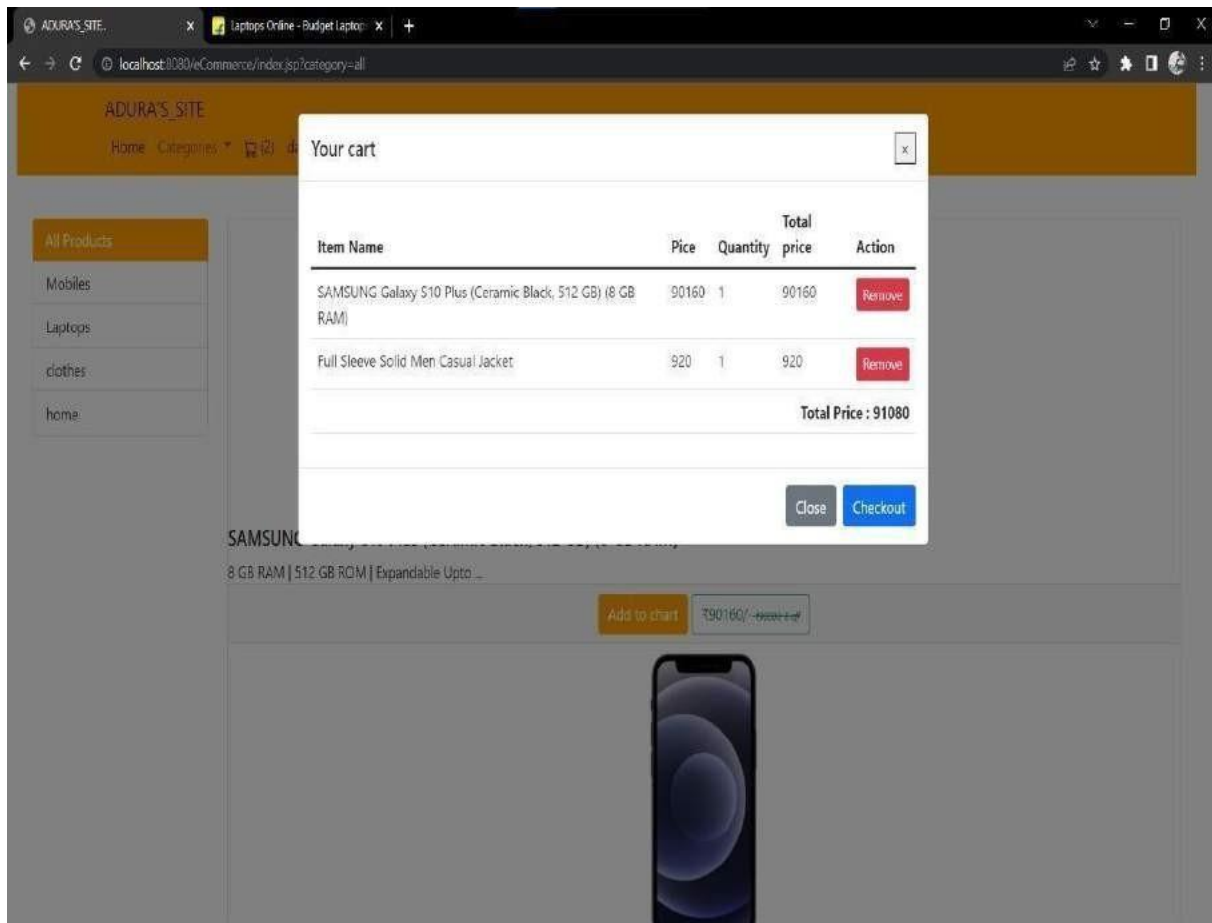 ADURA'S_SITE..
Laptops Online - Budget Laptop
localhost:8080/eCommerce/index.jsp?category=all
ADURA'S_SITE
Home Categories (2)
Your cart
x
Item Name Pice Quantity Total price Action
SAMSUNG Galaxy S10 Plus (Ceramic Black, 512 GB) (8 GB
RAM) 90160 1 90160 Remove
Full Sleeve Solid Men Casual Jacket 920 1 920 Remove
Total Price : 91080
Close Checkout
All Products
Mobiles
Laptops
clothes
home
SAMSUNG
8 GB RAM | 512 GB ROM | Expandable Upto ...
Add to chart ₹90160/-